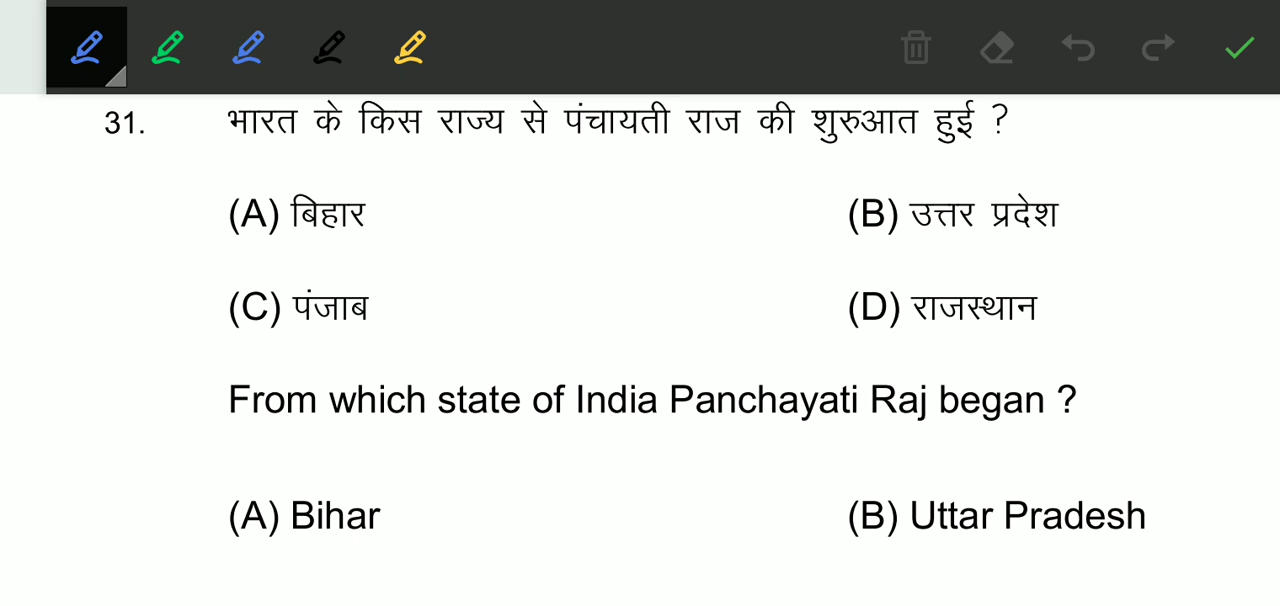 31. भारत के किस राज्य से पंचायती राज की शुरुआत हुई ?
(A) बिहार (B) उत्तर प्रदेश
(C) पंजाब (D) राजस्थान
From which state of India Panchayati Raj began ?
(A) Bihar (B) Uttar Pradesh